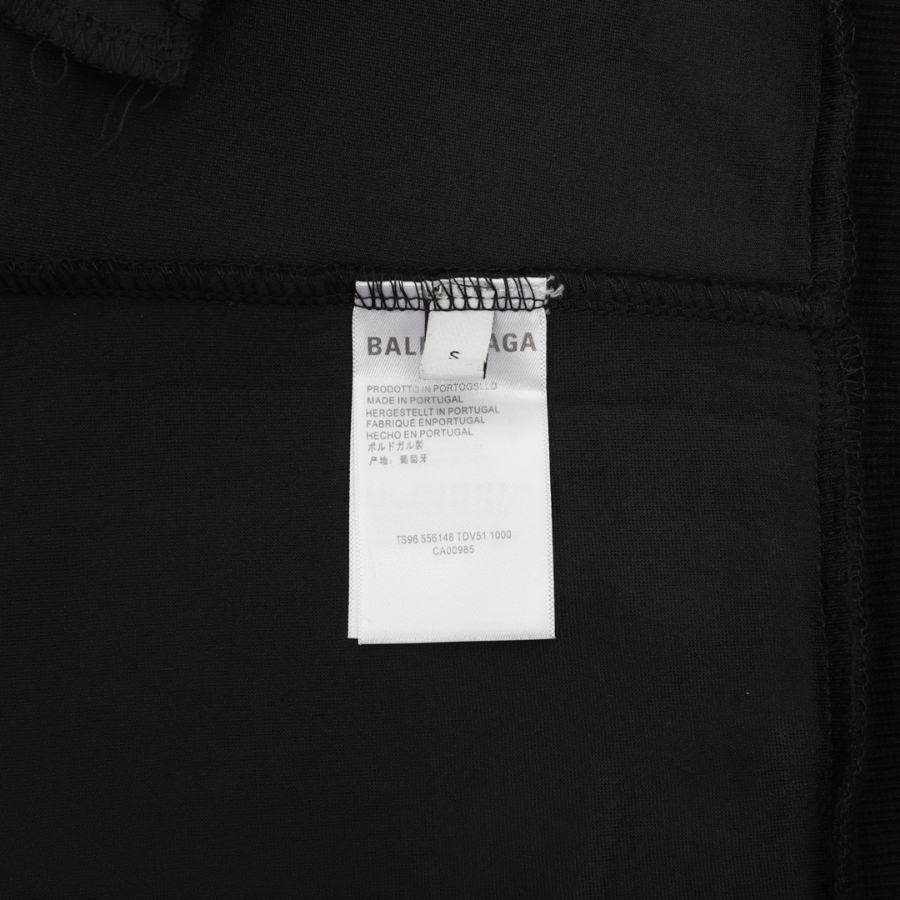 BAL AGA
S
PRODOTTO IN PORTOGSLLO
MADE IN PORTUGAL
HERGESTELLT IN PORTUGAL
FABRIQUE ENPORTUGAL
HECHO EN PORTUGAL
ポルドガル製
产地: 葡萄牙
TS96 556148 TDV51 1000
CA00985